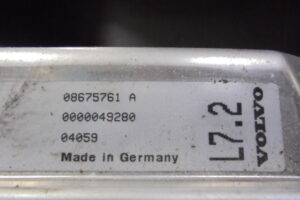 08675761 A
0000049280
04059
Made in Germany
L7.2
VOLVO